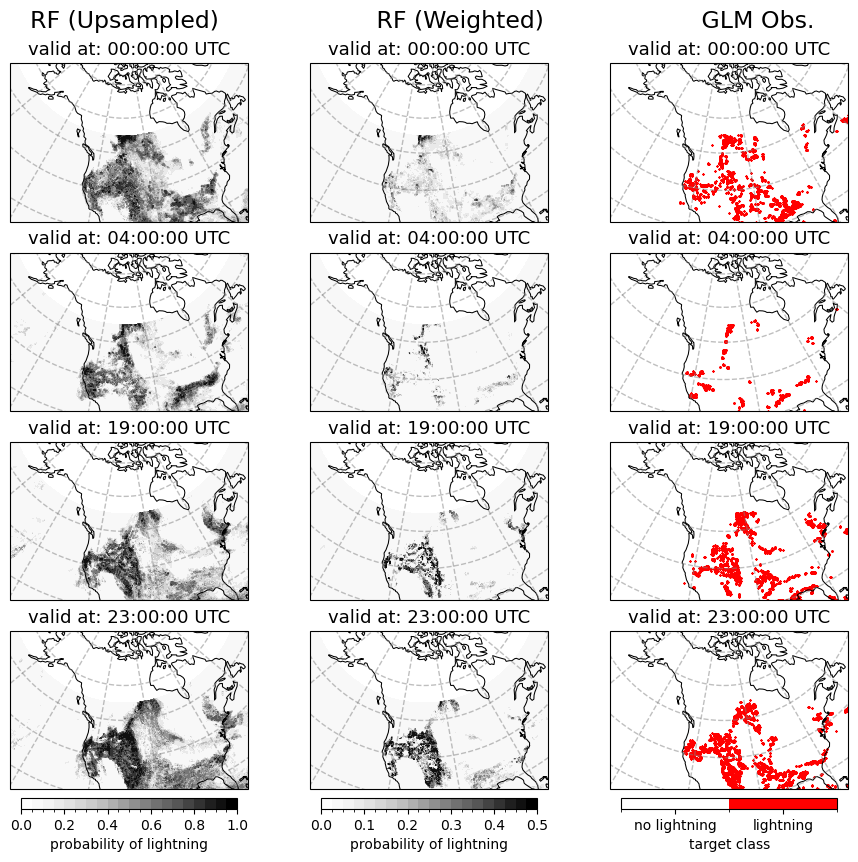 RF (Upsampled) RF (Weighted) GLM Obs.
valid at: 00:00:00 UTC valid at: 00:00:00 UTC valid at: 00:00:00 UTC
valid at: 04:00:00 UTC valid at: 04:00:00 UTC valid at: 04:00:00 UTC
valid at: 19:00:00 UTC valid at: 19:00:00 UTC valid at: 19:00:00 UTC
valid at: 23:00:00 UTC valid at: 23:00:00 UTC valid at: 23:00:00 UTC
0.0 0.2 0.4 0.6 0.8 1.0 0.0 0.1 0.2 0.3 0.4 0.5 no lightning lightning
probability of lightning probability of lightning target class